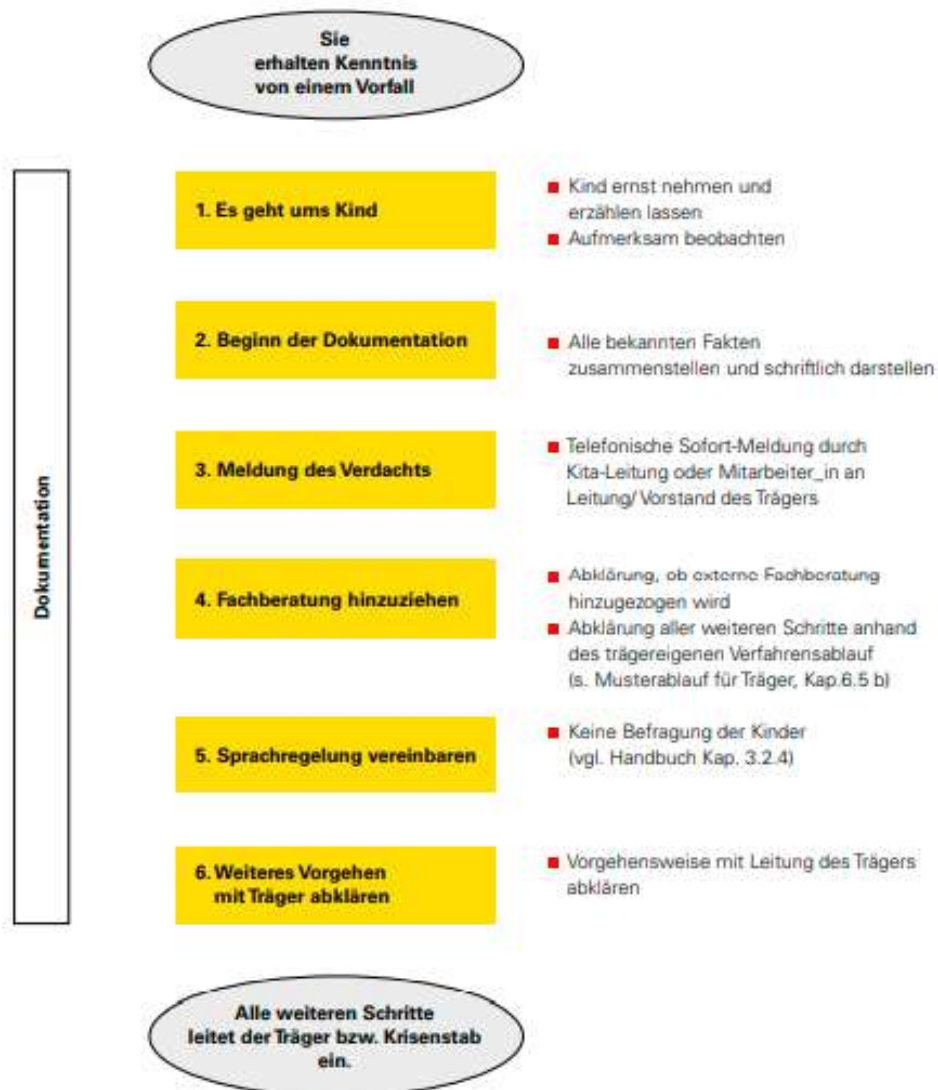 Sie
erhalten Kenntnis
von einem Vorfall
Dokumentation
1. Es geht ums Kind
■ Kind ernst nehmen und
erzählen lassen
■ Aufmerksam beobachten
2. Beginn der Dokumentation
■ Alle bekannten Fakten
zusammenstellen und schriftlich darstellen
3. Meldung des Verdachts
■ Telefonische Sofort-Meldung durch
Kita-Leitung oder Mitarbeiter_in an
Leitung/ Vorstand des Trägers
4. Fachberatung hinzuziehen
■ Abklärung, ob externe Fachberatung
hinzugezogen wird
■ Abklärung aller weiteren Schritte anhand
des trägereigenen Verfahrensablauf
(s. Musterablauf für Träger, Kap.6.5 b)
5. Sprachregelung vereinbaren
■ Keine Befragung der Kinder
(vgl. Handbuch Kap. 3.2.4)
6. Weiteres Vorgehen
mit Träger abklären
■ Vorgehensweise mit Leitung des Trägers
abklären
Alle weiteren Schritte
leitet der Träger bzw. Krisenstab
ein.